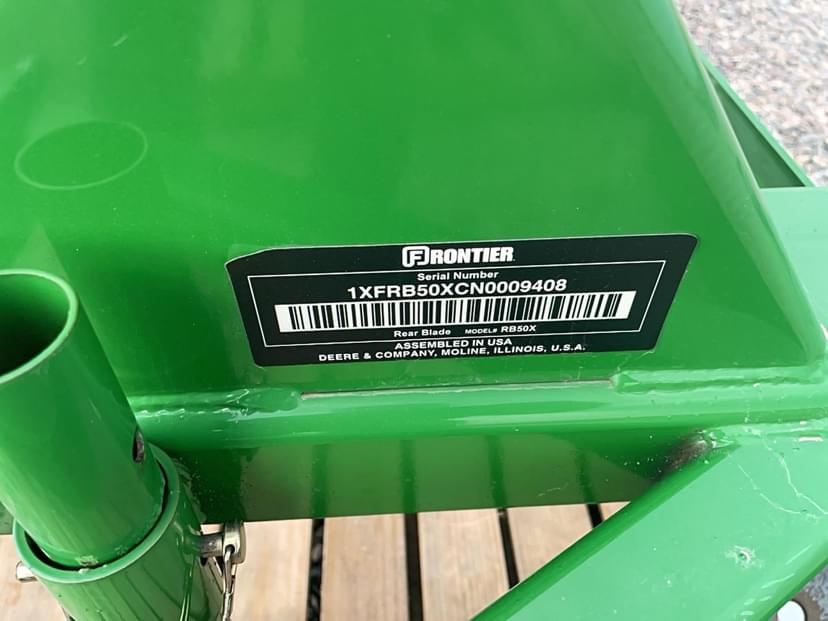 FRONTIER
Serial Number
1XFRB50XCN0009408
Rear Blade MODEL# RB50X
ASSEMBLED IN USA
DEERE & COMPANY, MOLINE, ILLINOIS, U.S.A.